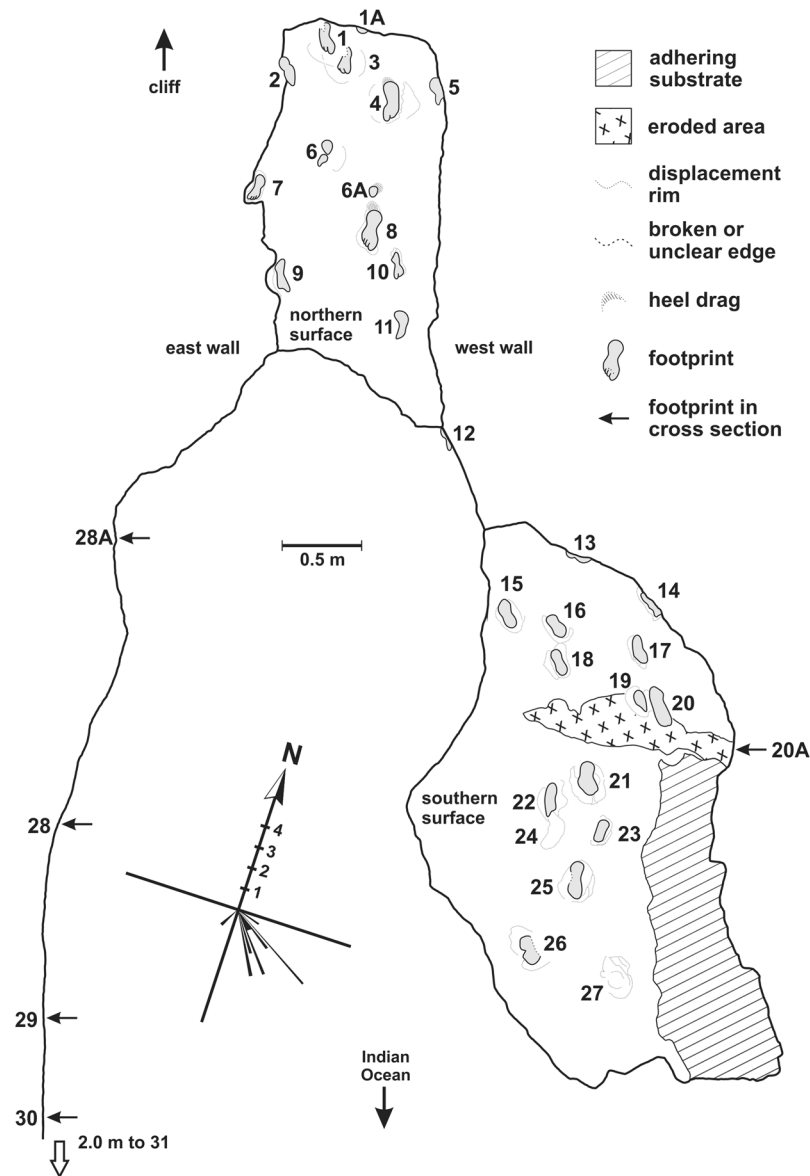 1A
1
2
3
4
5
6
7
6A
8
9
10
11
12
13
14
15
16
17
18
19
20
20A
21
22
23
24
25
26
27
28A
28
29
30
cliff
northern
surface
east wall
west wall
0.5 m
southern
surface
N
4
3
2
1
Indian
Ocean
2.0 m to 31
adhering
substrate
eroded area
displacement
rim
broken or
unclear edge
heel drag
footprint
footprint in
cross section